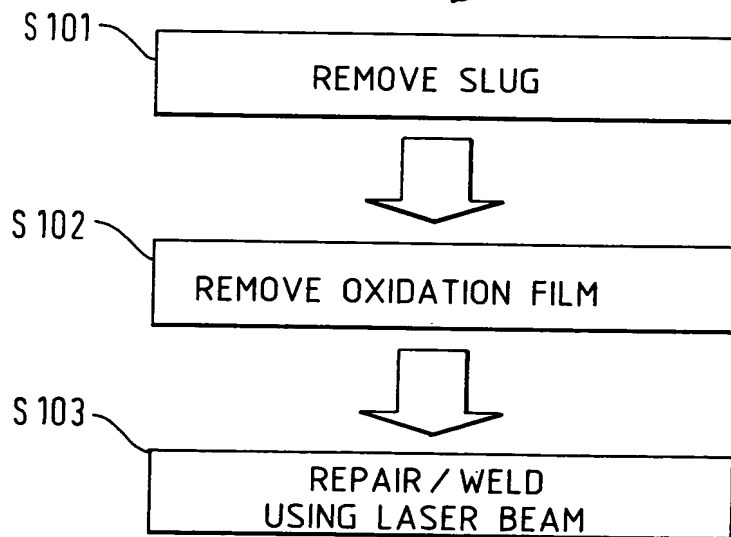 S101
REMOVE SLUG
S102
REMOVE OXIDATION FILM
S103
REPAIR / WELD
USING LASER BEAM